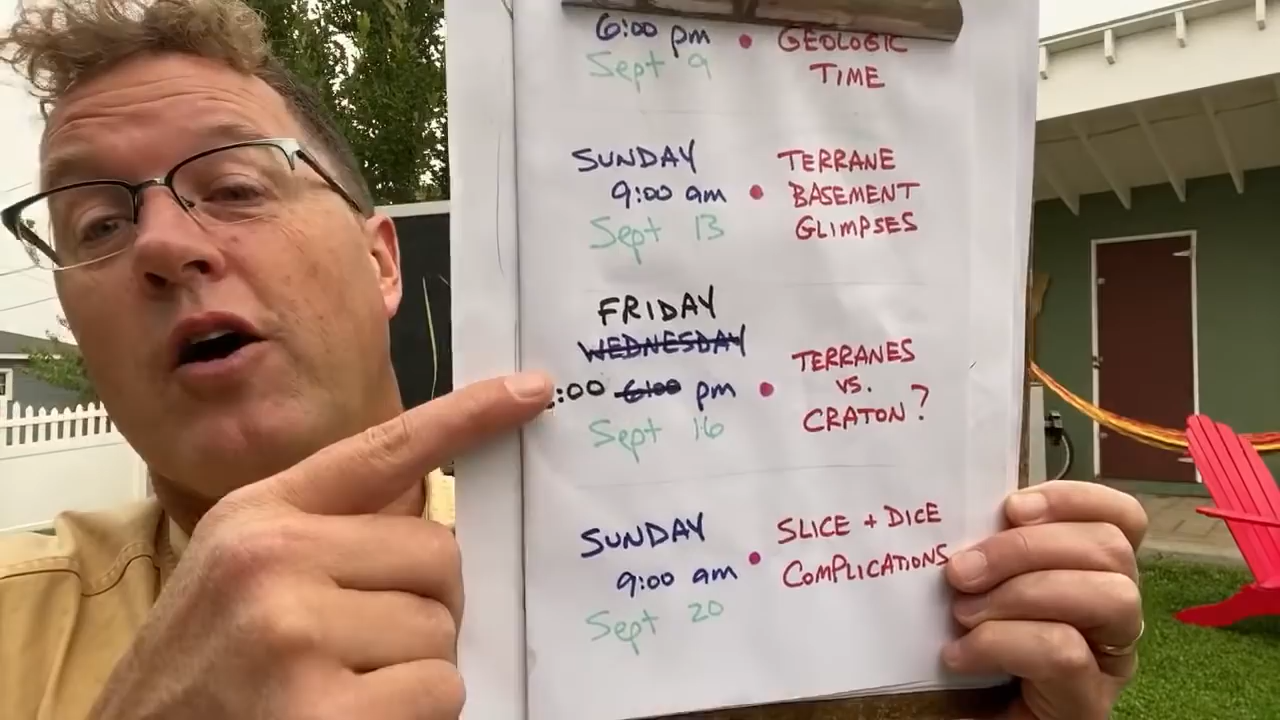 6:00 pm • GEOLOGIC
Sept 9 TIME
SUNDAY TERRANE
9:00 am • BASEMENT
Sept 13 GLIMPSES
FRIDAY
WEDNESDAY TERRANES
:00 6:00 pm • VS.
Sept 16 CRATON?
SUNDAY SLICE + DICE
9:00 am • COMPLICATIONS
Sept 20